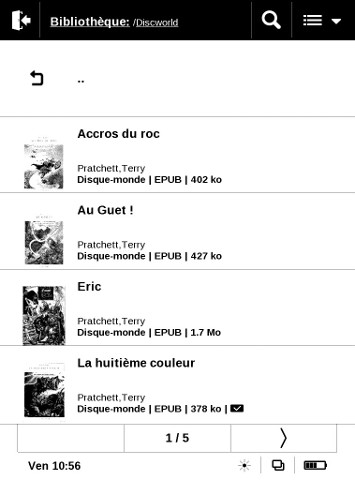 Bibliothèque: /Discworld
..
Accros du roc
Pratchett,Terry
Disque-monde | EPUB | 402 ko
Au Guet !
Pratchett,Terry
Disque-monde | EPUB | 427 ko
Eric
Pratchett,Terry
Disque-monde | EPUB | 1.7 Mo
La huitième couleur
Pratchett,Terry
Disque-monde | EPUB | 378 ko |
1 / 5
Ven 10:56